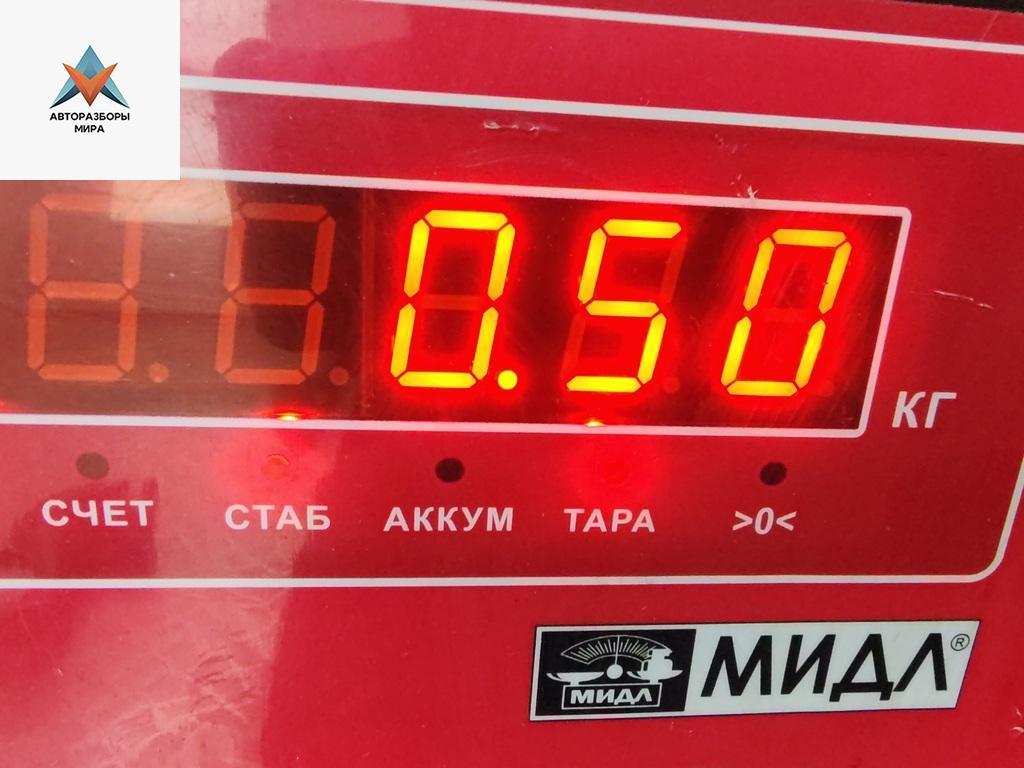 АВТОРАЗБОРЫ
МИРА
0.50
КГ
СЧЕТ СТАБ АККУМ ТАРА >0<
МИДЛ МИДЛ®